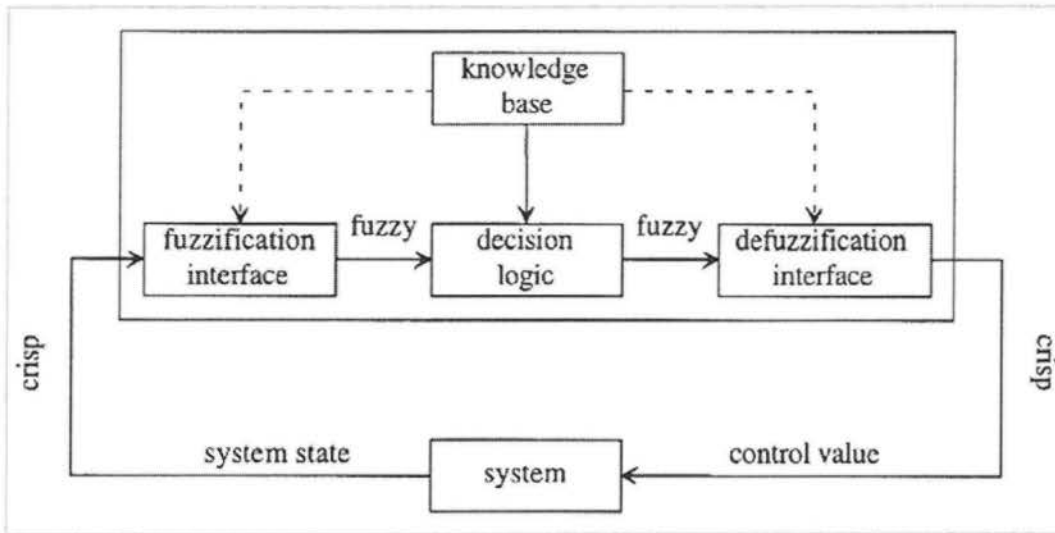 knowledge
base
fuzzy
fuzzy
fuzzification
interface
decision
logic
defuzzification
interface
crisp
crisp
system state
system
control value